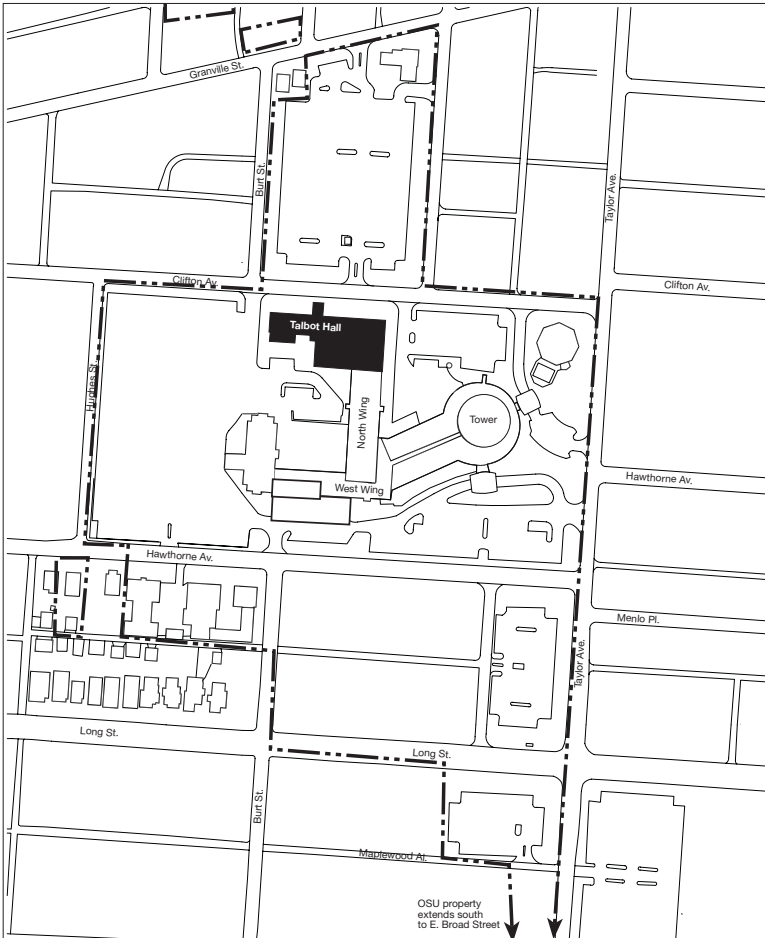 Granville St.
Burt St.
Taylor Ave.
Clifton Av.
Clifton Av.
Talbot Hall
Hughes St.
North Wing
Tower
Hawthorne Av.
West Wing
Hawthorne Av.
Menlo Pl.
Taylor Ave.
Long St.
Long St.
Burt St.
Maplewood Al.
OSU property
extends south
to E. Broad Street